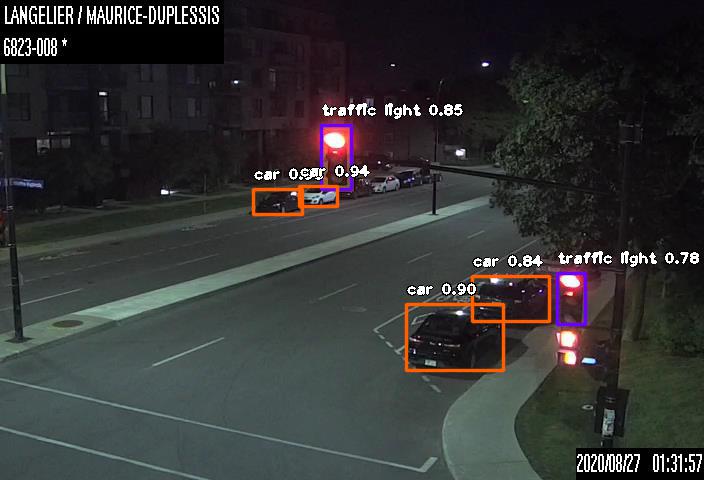 LANGELIER / MAURICE-DUPLESSIS
6823-008 *
traffic light 0.85
car 0.94
car 0.84
traffic light 0.78
car 0.90
2020/08/27 01:31:57